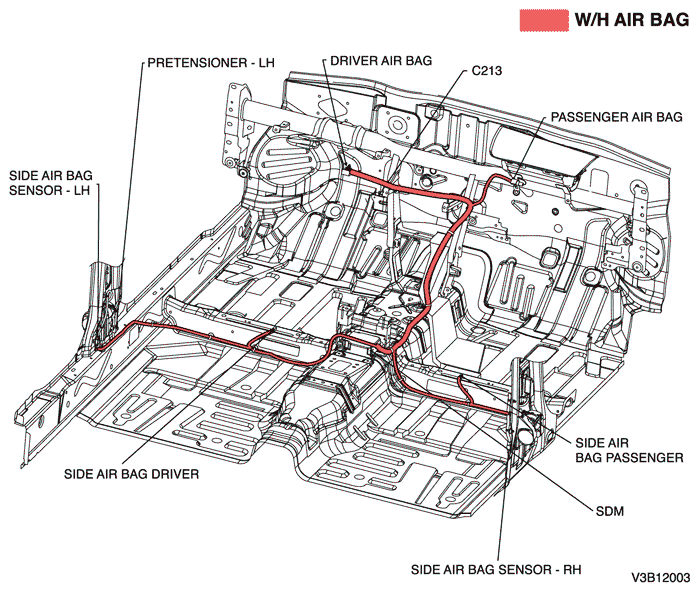 W/H AIR BAG
PRETENSIONER - LH
DRIVER AIR BAG
C213
PASSENGER AIR BAG
SIDE AIR BAG
SENSOR - LH
SIDE AIR BAG DRIVER
SIDE AIR
BAG PASSENGER
SDM
SIDE AIR BAG SENSOR - RH
V3B12003